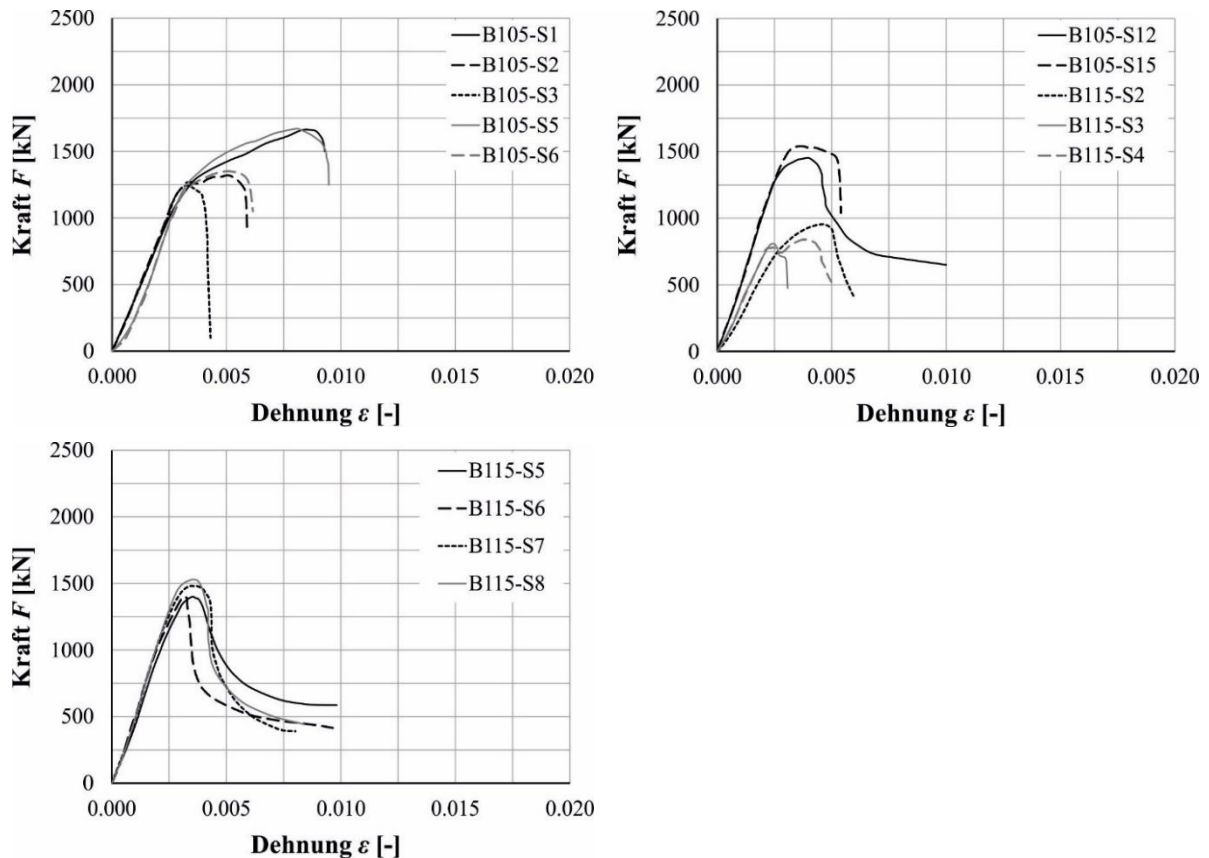 2500
2000
1500
1000
500
0
Kraft F [kN]
B105-S1
B105-S2
B105-S3
B105-S5
B105-S6
0.000 0.005 0.010 0.015 0.020
Dehnung ε [-]
2500
2000
1500
1000
500
0
Kraft F [kN]
B105-S12
B105-S15
B115-S2
B115-S3
B115-S4
0.000 0.005 0.010 0.015 0.020
Dehnung ε [-]
2500
2000
1500
1000
500
0
Kraft F [kN]
B115-S5
B115-S6
B115-S7
B115-S8
0.000 0.005 0.010 0.015 0.020
Dehnung ε [-]